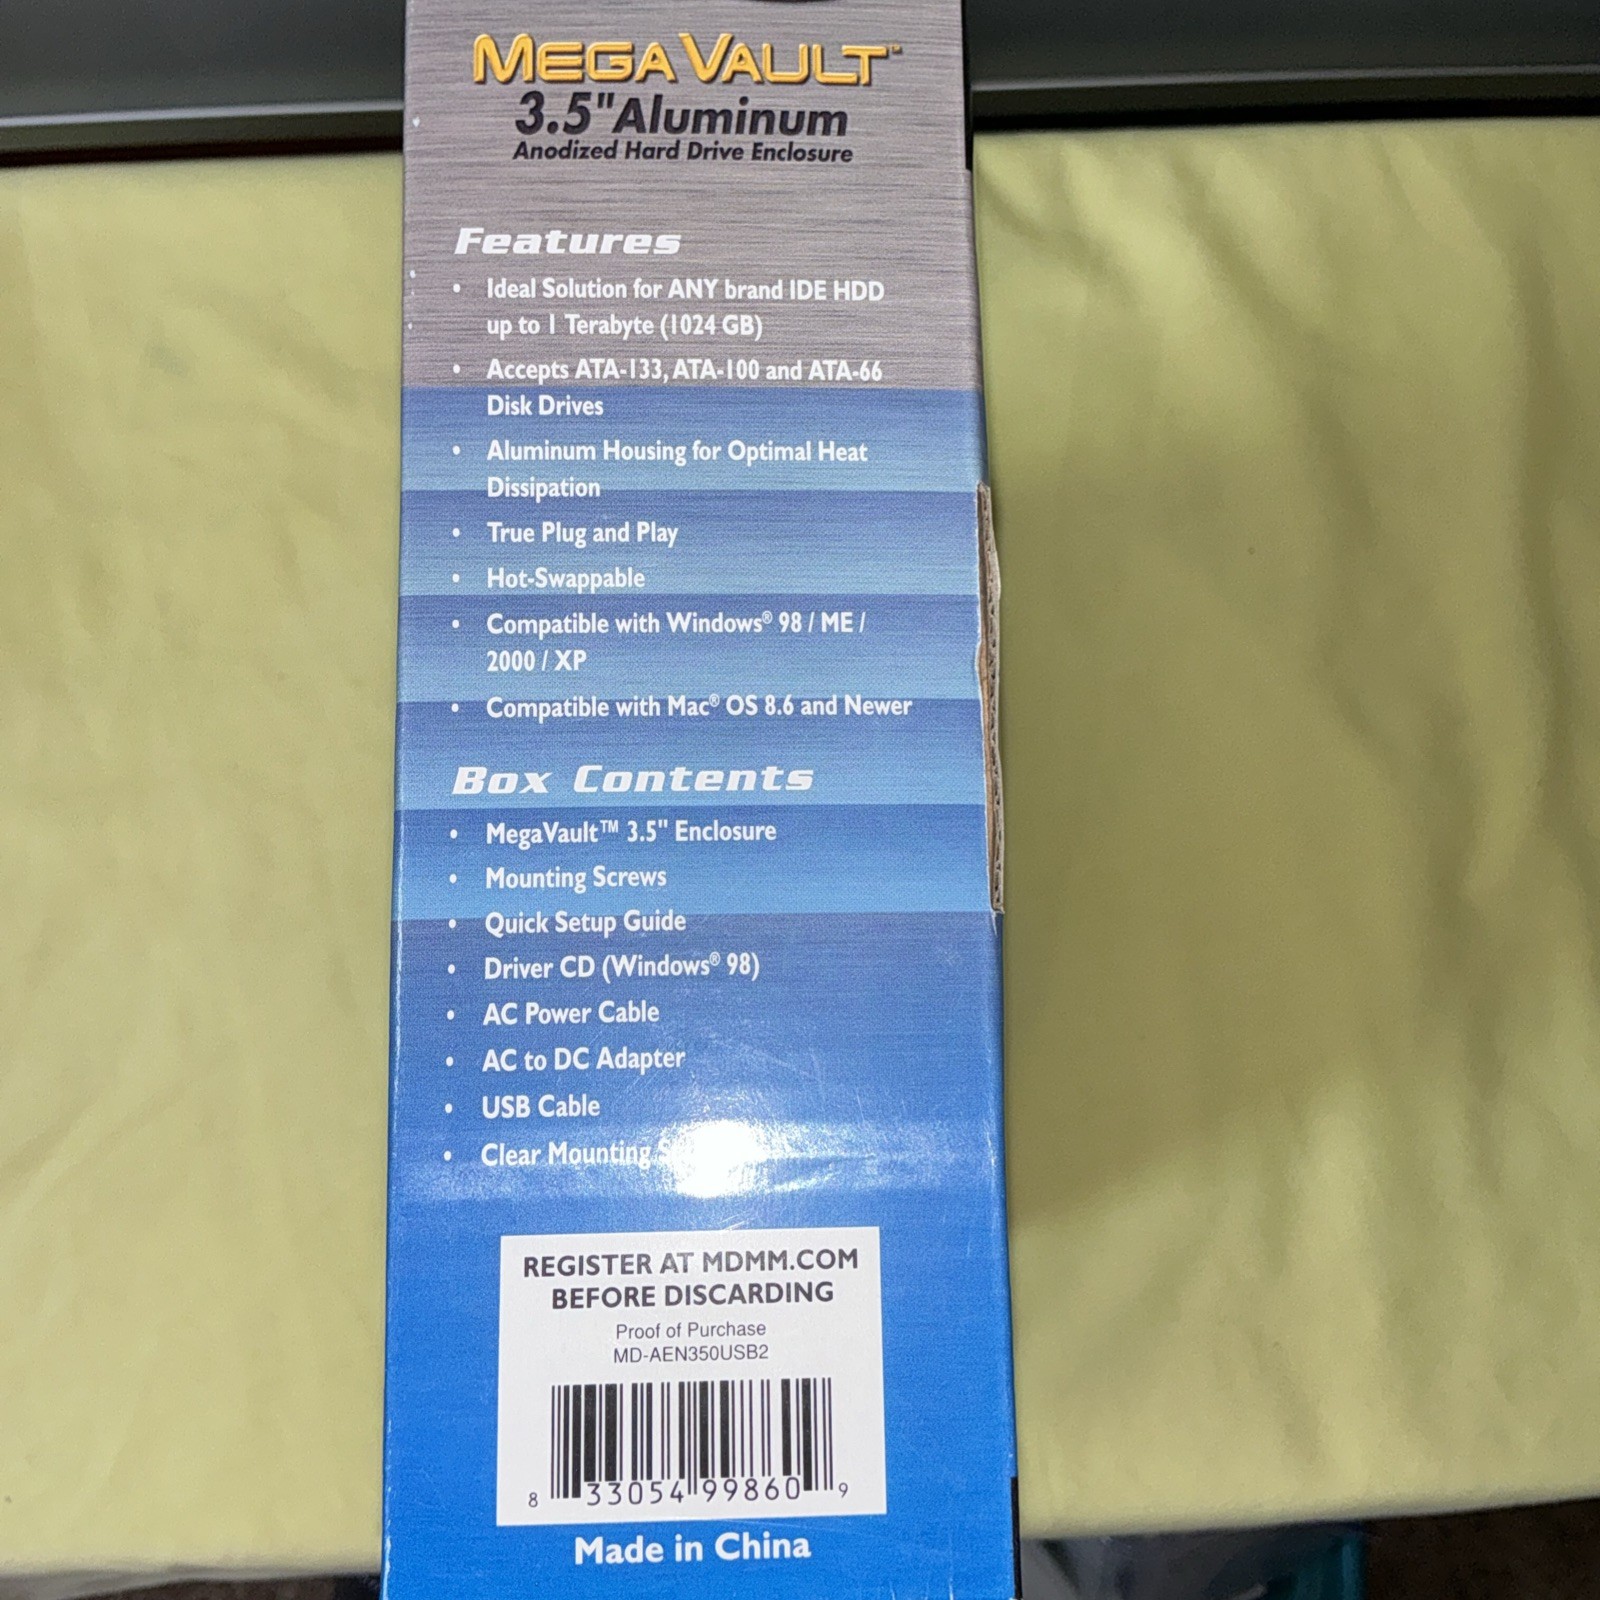 MEGAVAULT™
3.5"Aluminum
Anodized Hard Drive Enclosure
Features
• Ideal Solution for ANY brand IDE HDD
up to 1 Terabyte (1024 GB)
• Accepts ATA-133, ATA-100 and ATA-66
Disk Drives
• Aluminum Housing for Optimal Heat
Dissipation
• True Plug and Play
• Hot-Swappable
• Compatible with Windows® 98 / ME /
2000 / XP
• Compatible with Mac® OS 8.6 and Newer
Box Contents
• MegaVault™ 3.5" Enclosure
• Mounting Screws
• Quick Setup Guide
• Driver CD (Windows® 98)
• AC Power Cable
• AC to DC Adapter
• USB Cable
• Clear Mounting
REGISTER AT MDMM.COM
BEFORE DISCARDING
Proof of Purchase
MD-AEN350USB2
8 33054 99860 9
Made in China